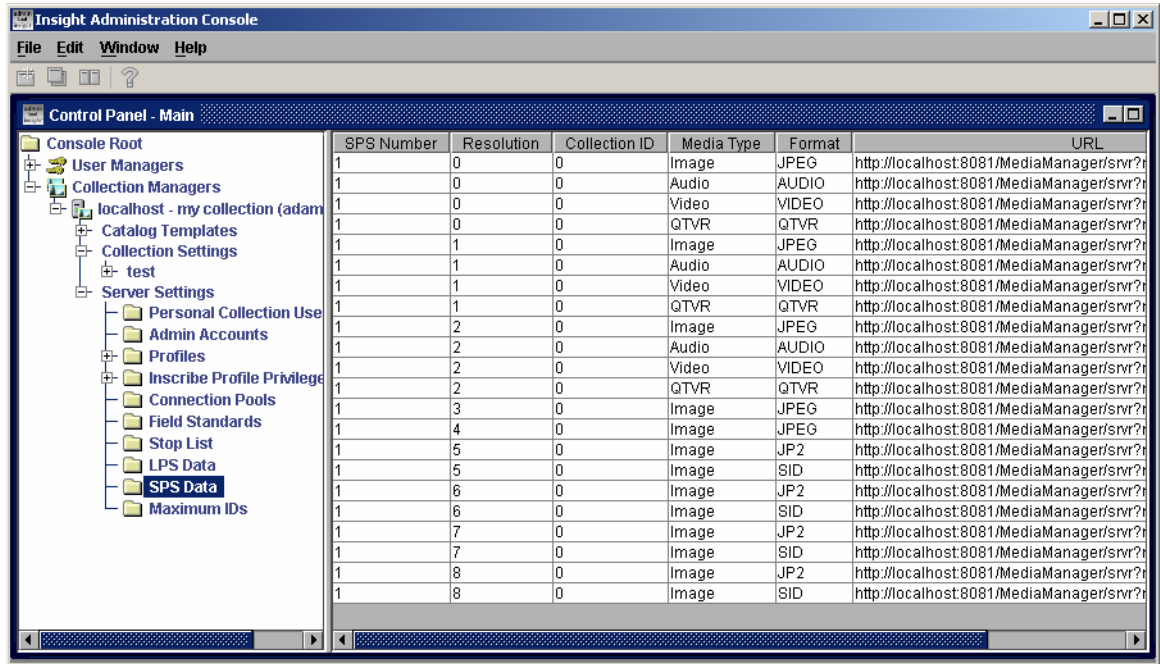 Insight Administration Console
File Edit Window Help
Control Panel - Main
Console Root
User Managers
Collection Managers
localhost - my collection (adam
Catalog Templates
Collection Settings
test
Server Settings
Personal Collection Use
Admin Accounts
Profiles
Inscribe Profile Privilege
Connection Pools
Field Standards
Stop List
LPS Data
SPS Data
Maximum IDs
SPS Number Resolution Collection ID Media Type Format URL
1 0 0 Image JPEG http://localhost:8081/MediaManager/srvr?r
1 0 0 Audio AUDIO http://localhost:8081/MediaManager/srvr?r
1 0 0 Video VIDEO http://localhost:8081/MediaManager/srvr?r
1 0 0 QTVR QTVR http://localhost:8081/MediaManager/srvr?r
1 1 0 Image JPEG http://localhost:8081/MediaManager/srvr?r
1 1 0 Audio AUDIO http://localhost:8081/MediaManager/srvr?r
1 1 0 Video VIDEO http://localhost:8081/MediaManager/srvr?r
1 1 0 QTVR QTVR http://localhost:8081/MediaManager/srvr?r
1 2 0 Image JPEG http://localhost:8081/MediaManager/srvr?r
1 2 0 Audio AUDIO http://localhost:8081/MediaManager/srvr?r
1 2 0 Video VIDEO http://localhost:8081/MediaManager/srvr?r
1 2 0 QTVR QTVR http://localhost:8081/MediaManager/srvr?r
1 3 0 Image JPEG http://localhost:8081/MediaManager/srvr?r
1 4 0 Image JPEG http://localhost:8081/MediaManager/srvr?r
1 5 0 Image JP2 http://localhost:8081/MediaManager/srvr?r
1 5 0 Image SID http://localhost:8081/MediaManager/srvr?r
1 6 0 Image JP2 http://localhost:8081/MediaManager/srvr?r
1 6 0 Image SID http://localhost:8081/MediaManager/srvr?r
1 7 0 Image JP2 http://localhost:8081/MediaManager/srvr?r
1 7 0 Image SID http://localhost:8081/MediaManager/srvr?r
1 8 0 Image JP2 http://localhost:8081/MediaManager/srvr?r
1 8 0 Image SID http://localhost:8081/MediaManager/srvr?r